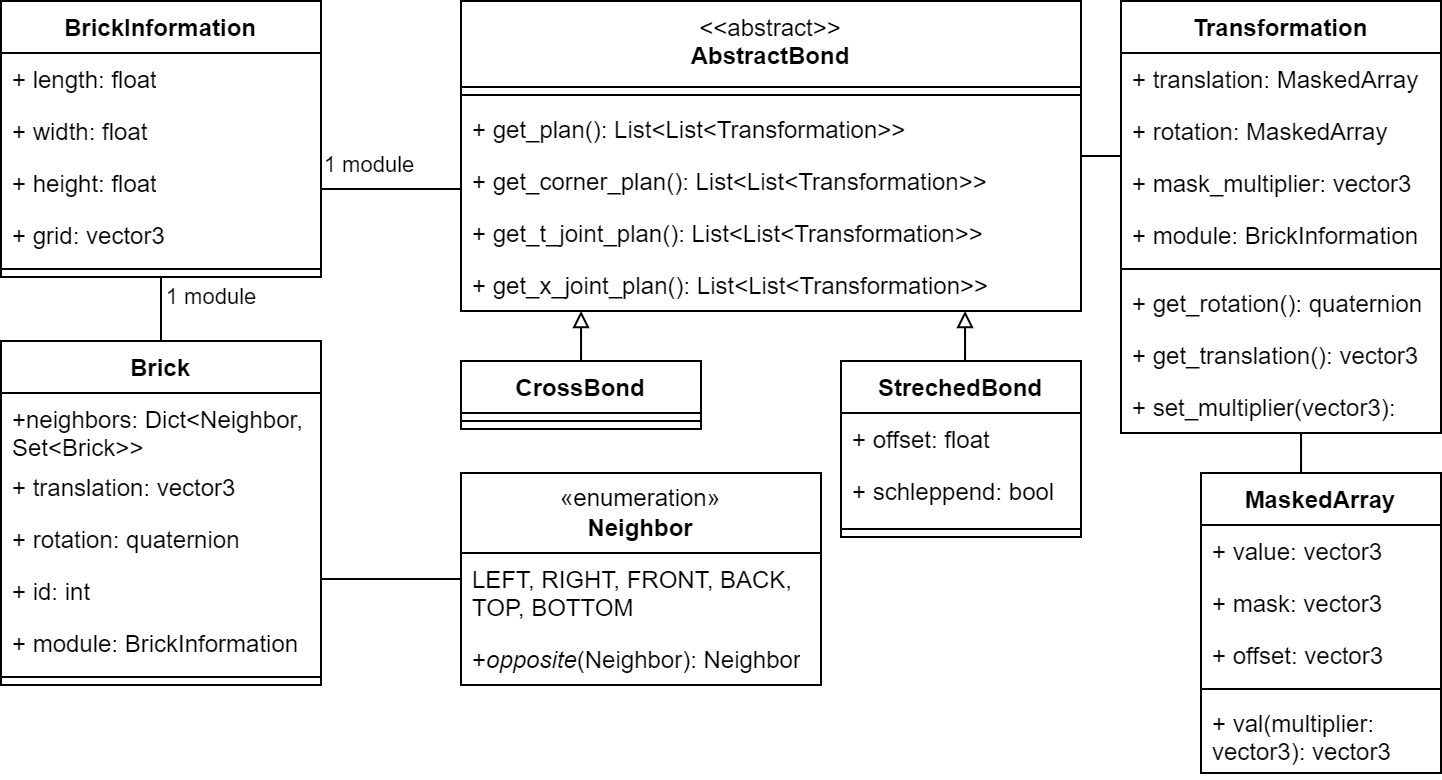 BrickInformation
+ length: float
+ width: float
+ height: float
+ grid: vector3
1 module
1 module
<<abstract>>
AbstractBond
+ get_plan(): List<List<Transformation>>
+ get_corner_plan(): List<List<Transformation>>
+ get_t_joint_plan(): List<List<Transformation>>
+ get_x_joint_plan(): List<List<Transformation>>
Transformation
+ translation: MaskedArray
+ rotation: MaskedArray
+ mask_multiplier: vector3
+ module: BrickInformation
+ get_rotation(): quaternion
+ get_translation(): vector3
+ set_multiplier(vector3):
Brick
+neighbors: Dict<Neighbor,
Set<Brick>>
+ translation: vector3
+ rotation: quaternion
+ id: int
+ module: BrickInformation
CrossBond
StrechedBond
+ offset: float
+ schleppend: bool
«enumeration»
Neighbor
LEFT, RIGHT, FRONT, BACK,
TOP, BOTTOM
+opposite(Neighbor): Neighbor
MaskedArray
+ value: vector3
+ mask: vector3
+ offset: vector3
+ val(multiplier:
vector3): vector3